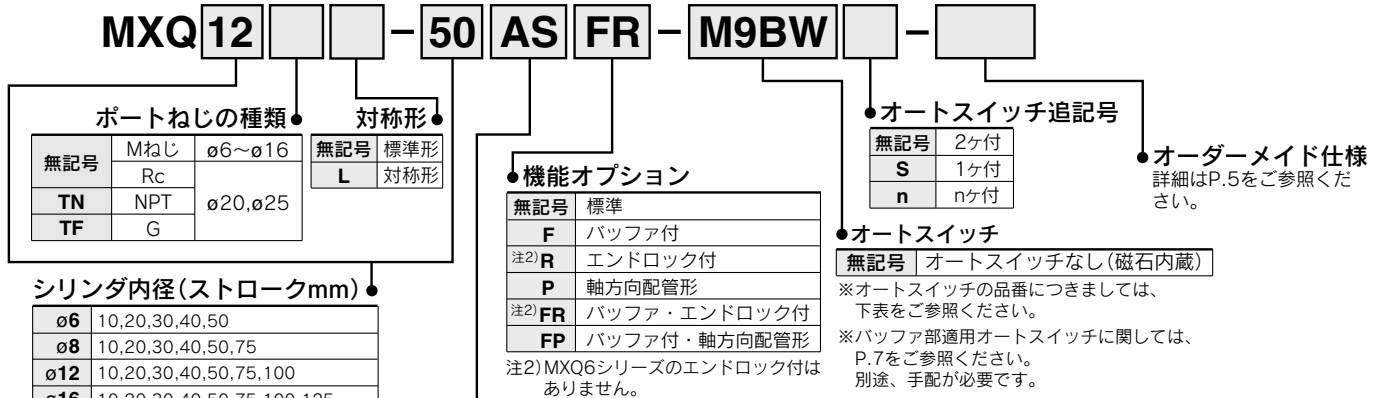 MXQ 12 - 50 AS FR - M9BW -
ポートねじの種類
無記号 Mねじ ø6～ø16
Rc ø20,ø25
TN NPT
TF G
対称形
無記号 標準形
L 対称形
シリンダ内径(ストロークmm)
ø6 10,20,30,40,50
ø8 10,20,30,40,50,75
ø12 10,20,30,40,50,75,100
ø16 10,20,30,40,50,75,100,125
機能オプション
無記号 標準
F バッファ付
注2) R エンドロック付
P 軸方向配管形
注2) FR バッファ・エンドロック付
FP バッファ付・軸方向配管形
注2)MXQ6シリーズのエンドロック付は
ありません。
オートスイッチ追記号
無記号 2ヶ付
S 1ヶ付
n nヶ付
オートスイッチ
無記号 オートスイッチなし(磁石内蔵)
※オートスイッチの品番につきましては、
下表をご参照ください。
※バッファ部適用オートスイッチに関しては、
P.7をご参照ください。
別途、手配が必要です。
オーダーメイド仕様
詳細はP.5をご参照くだ
さい。